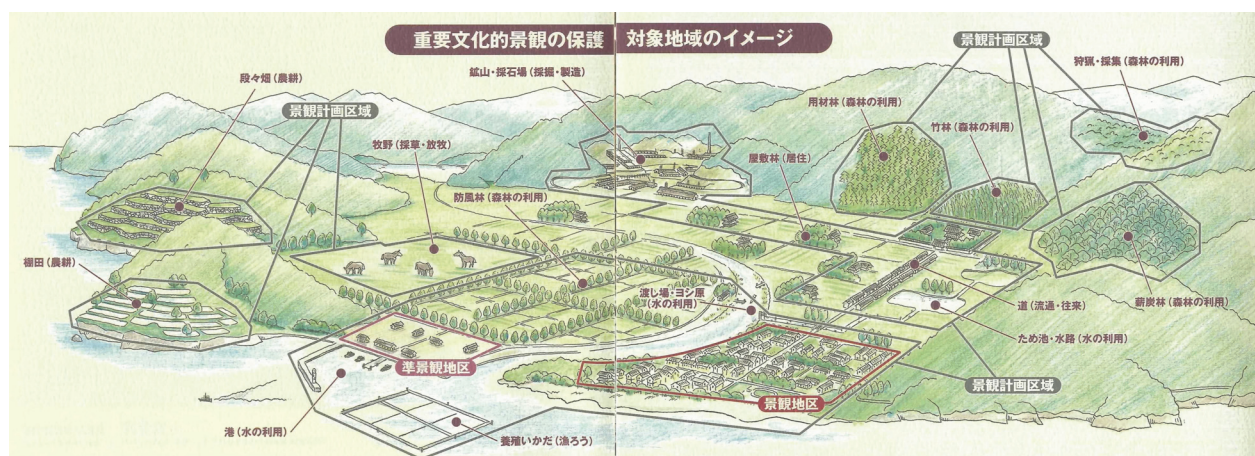 重要文化的景観の保護 対象地域のイメージ
景観計画区域
狩猟・採集(森林の利用)
段々畑(農耕)
鉱山・採石場(採掘・製造)
景観計画区域
用材林(森林の利用)
竹林(森林の利用)
牧野(採草・放牧)
屋敷林(居住)
防風林(森林の利用)
棚田(農耕)
渡し場・ヨシ原
(水の利用)
道(流通・往来)
薪炭林(森林の利用)
ため池・水路(水の利用)
準景観地区
景観計画区域
景観地区
港(水の利用)
養殖いかだ(漁ろう)